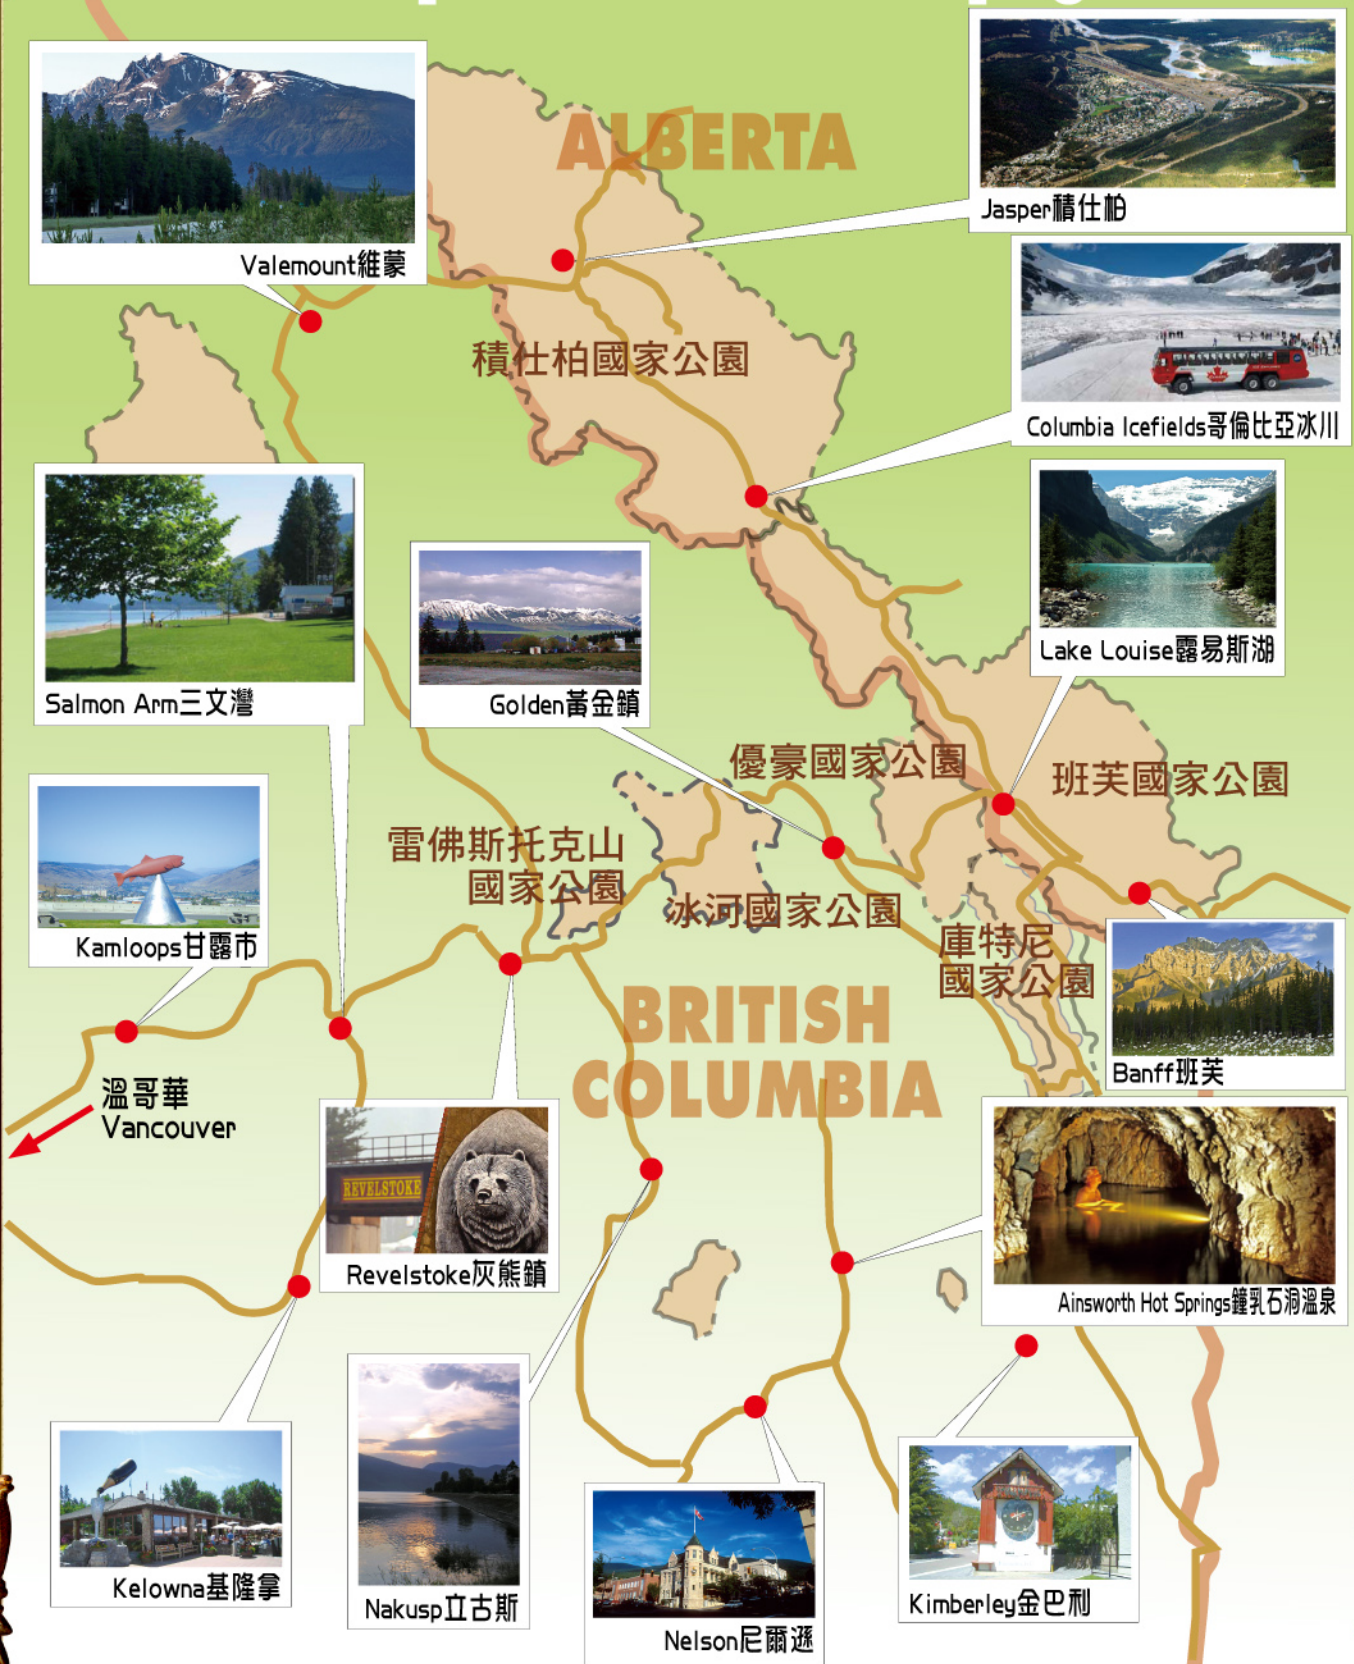 ALBERTA
Jasper積仕柏
Valemount維蒙
積仕柏國家公園
Columbia Icefields哥倫比亞冰川
Lake Louise露易斯湖
Salmon Arm三文灣
Golden黃金鎮
優豪國家公園
班芙國家公園
雷佛斯托克山
國家公園
冰河國家公園
Kamloops甘露市
庫特尼
國家公園
BRITISH
COLUMBIA
Banff班芙
溫哥華
Vancouver
REVELSTOKE
Revelstoke灰熊鎮
Ainsworth Hot Springs鐘乳石洞溫泉
Kelowna基隆拿
Nakusp立古斯
Nelson尼爾遜
Kimberley金巴利